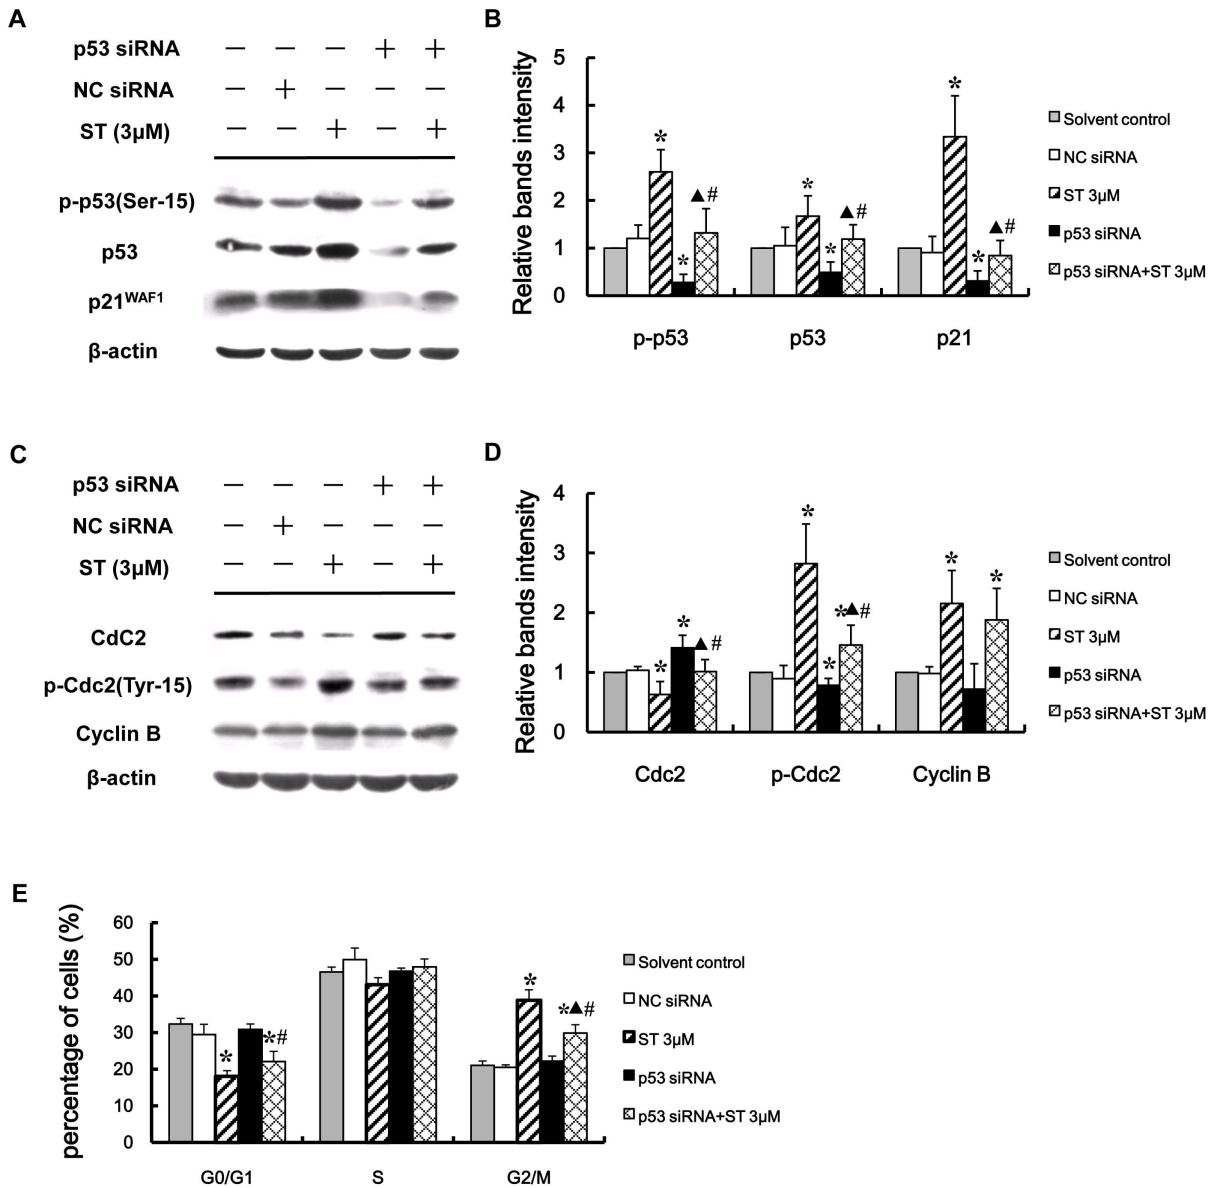 A
p53 siRNA − − − + +
NC siRNA − + − − −
ST (3μM) − − + − +
p-p53(Ser-15)
p53
p21WAF1
β-actin
B
Relative bands intensity
5
4
3
2
1
0
* * ▲# * * ▲# * * ▲#
p-p53 p53 p21
Solvent control
NC siRNA
ST 3μM
p53 siRNA
p53 siRNA+ST 3μM
C
p53 siRNA − − − + +
NC siRNA − + − − −
ST (3μM) − − + − +
CdC2
p-Cdc2(Tyr-15)
Cyclin B
β-actin
D
Relative bands intensity
4
3
2
1
0
* * ▲# * * *▲# * *
Cdc2 p-Cdc2 Cyclin B
Solvent control
NC siRNA
ST 3μM
p53 siRNA
p53 siRNA+ST 3μM
E
percentage of cells (%)
60
50
40
30
20
10
0
* *# * *▲#
G0/G1 S G2/M
Solvent control
NC siRNA
ST 3μM
p53 siRNA
p53 siRNA+ST 3μM